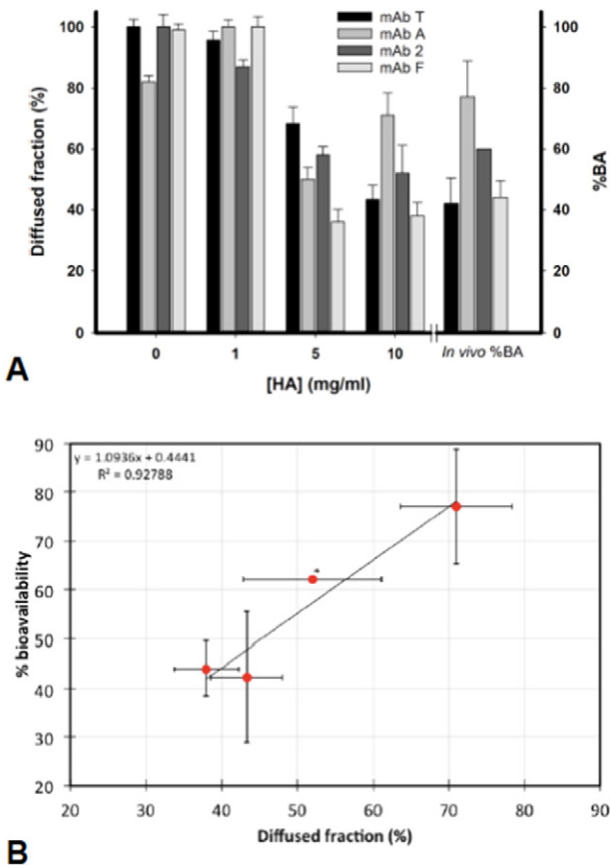 mAb T
mAb A
mAb 2
mAb F
100
80
60
40
20
0
Diffused fraction (%)
100
80
60
40
20
0
%BA
0 1 5 10 In vivo %BA
[HA] (mg/ml)
A
90
80
70
60
50
40
30
20
% bioavailability
y = 1.0936x + 0.4441
R² = 0.92788
*
20 30 40 50 60 70 80 90
Diffused fraction (%)
B